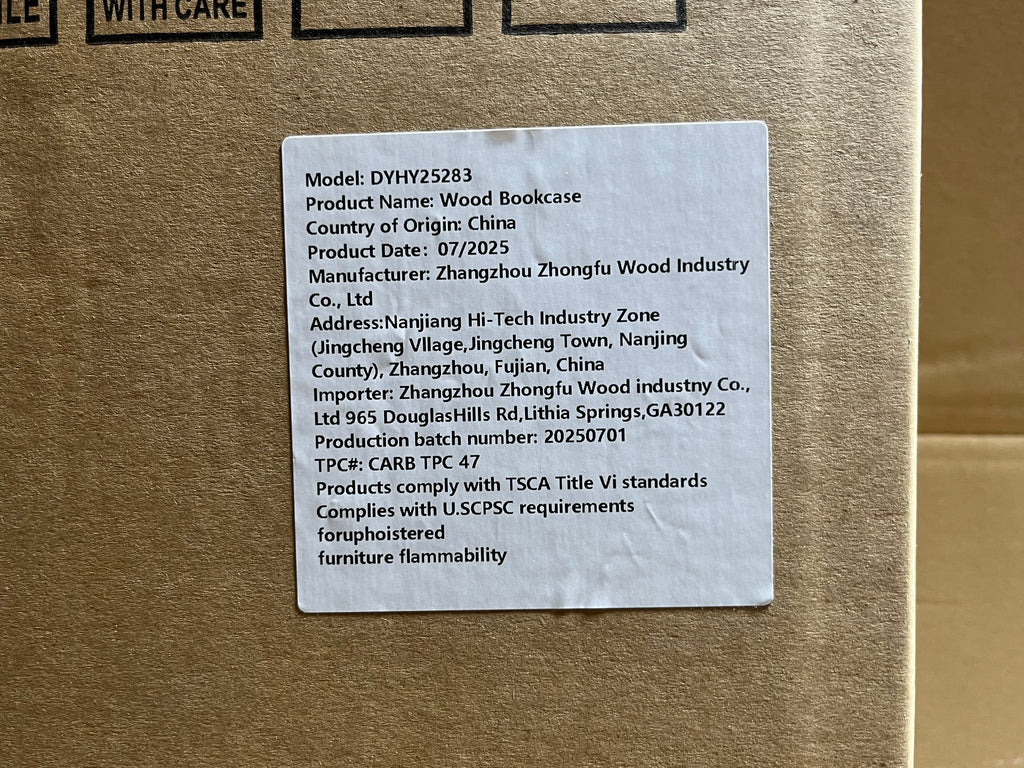 WITH CARE
Model: DYHY25283
Product Name: Wood Bookcase
Country of Origin: China
Product Date: 07/2025
Manufacturer: Zhangzhou Zhongfu Wood Industry
Co., Ltd
Address:Nanjiang Hi-Tech Industry Zone
(Jingcheng Vllage,Jingcheng Town, Nanjing
County), Zhangzhou, Fujian, China
Importer: Zhangzhou Zhongfu Wood industny Co.,
Ltd 965 DouglasHills Rd,Lithia Springs,GA30122
Production batch number: 20250701
TPC#: CARB TPC 47
Products comply with TSCA Title Vi standards
Complies with U.SCPSC requirements
foruphoistered
furniture flammability